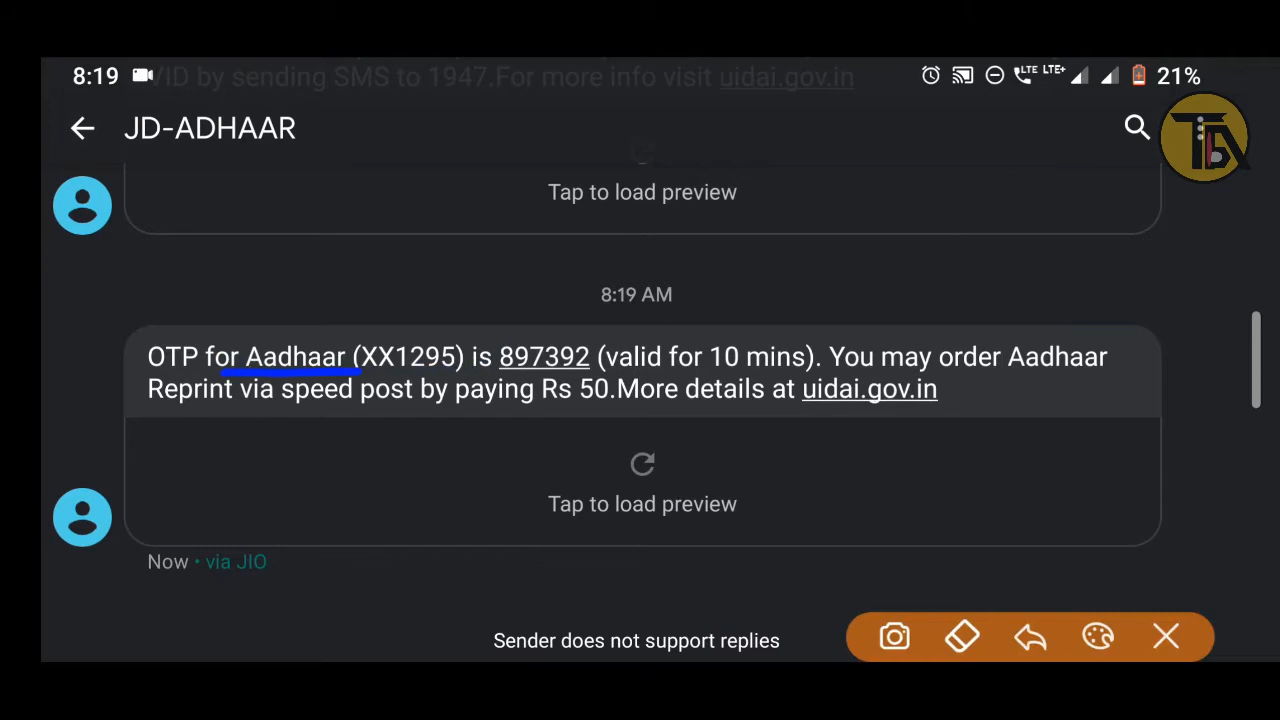 8:19
VID by sending SMS to 1947.For more info visit uidai.gov.in
LTE LTE+ 21%
JD-ADHAAR
Tap to load preview
8:19 AM
OTP for Aadhaar (XX1295) is 897392 (valid for 10 mins). You may order Aadhaar
Reprint via speed post by paying Rs 50.More details at uidai.gov.in
Tap to load preview
Now • via JIO
Sender does not support replies